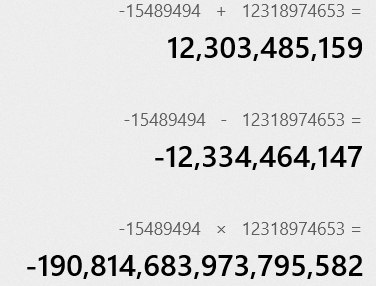 -15489494 + 12318974653 =
12,303,485,159
-15489494 - 12318974653 =
-12,334,464,147
-15489494 × 12318974653 =
-190,814,683,973,795,582